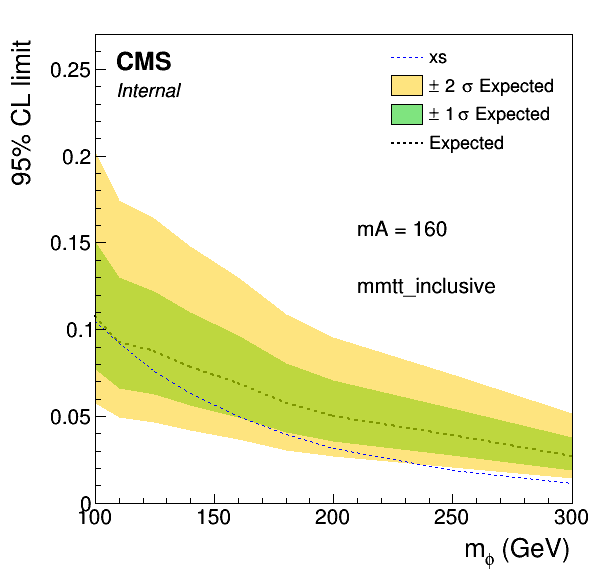 95% CL limit
CMS
Internal
xs
± 2 σ Expected
± 1 σ Expected
Expected
mA = 160
mmtt_inclusive
0.25
0.2
0.15
0.1
0.05
0
100 150 200 250 300
mϕ (GeV)